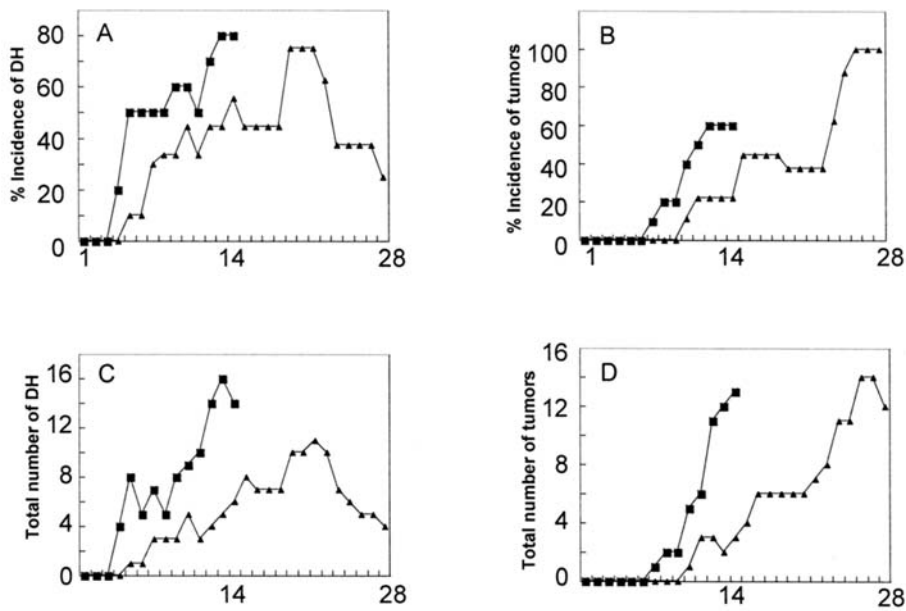 A
% Incidence of DH
80
60
40
20
0
1 14 28
B
% Incidence of tumors
100
80
60
40
20
0
1 14 28
C
Total number of DH
16
12
8
4
0
14 28
D
Total number of tumors
16
12
8
4
0
14 28